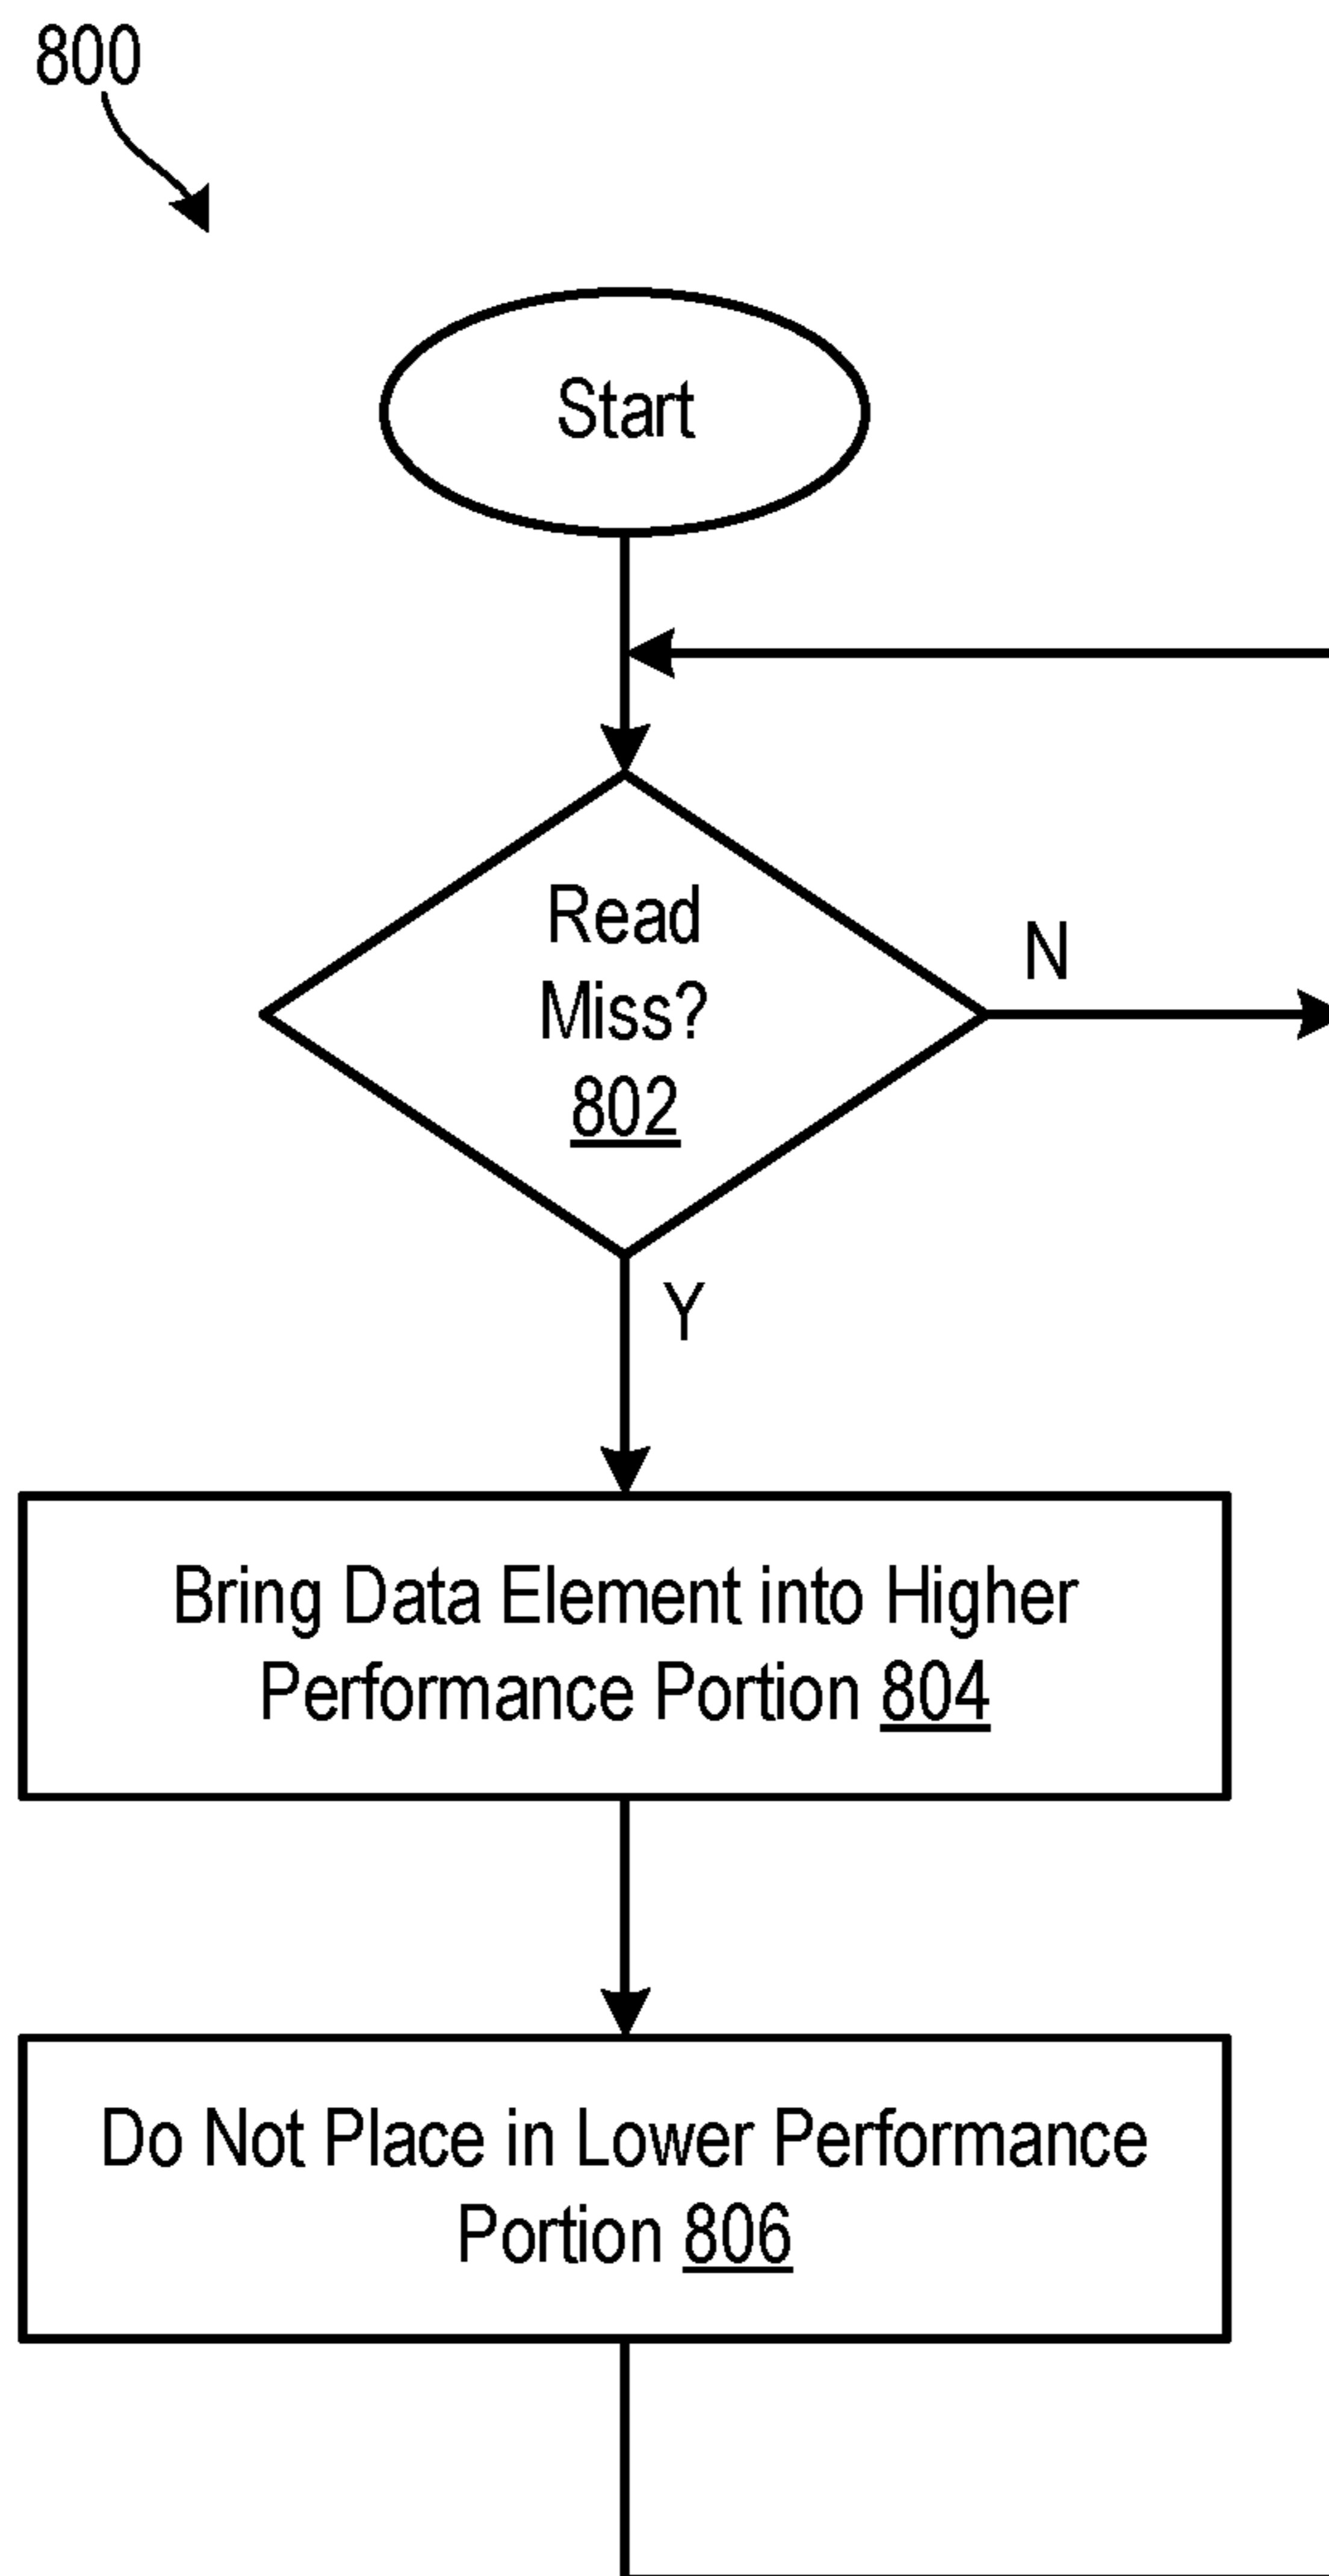 800
Start
Read
Miss?
802
N
Y
Bring Data Element into Higher
Performance Portion 804
Do Not Place in Lower Performance
Portion 806